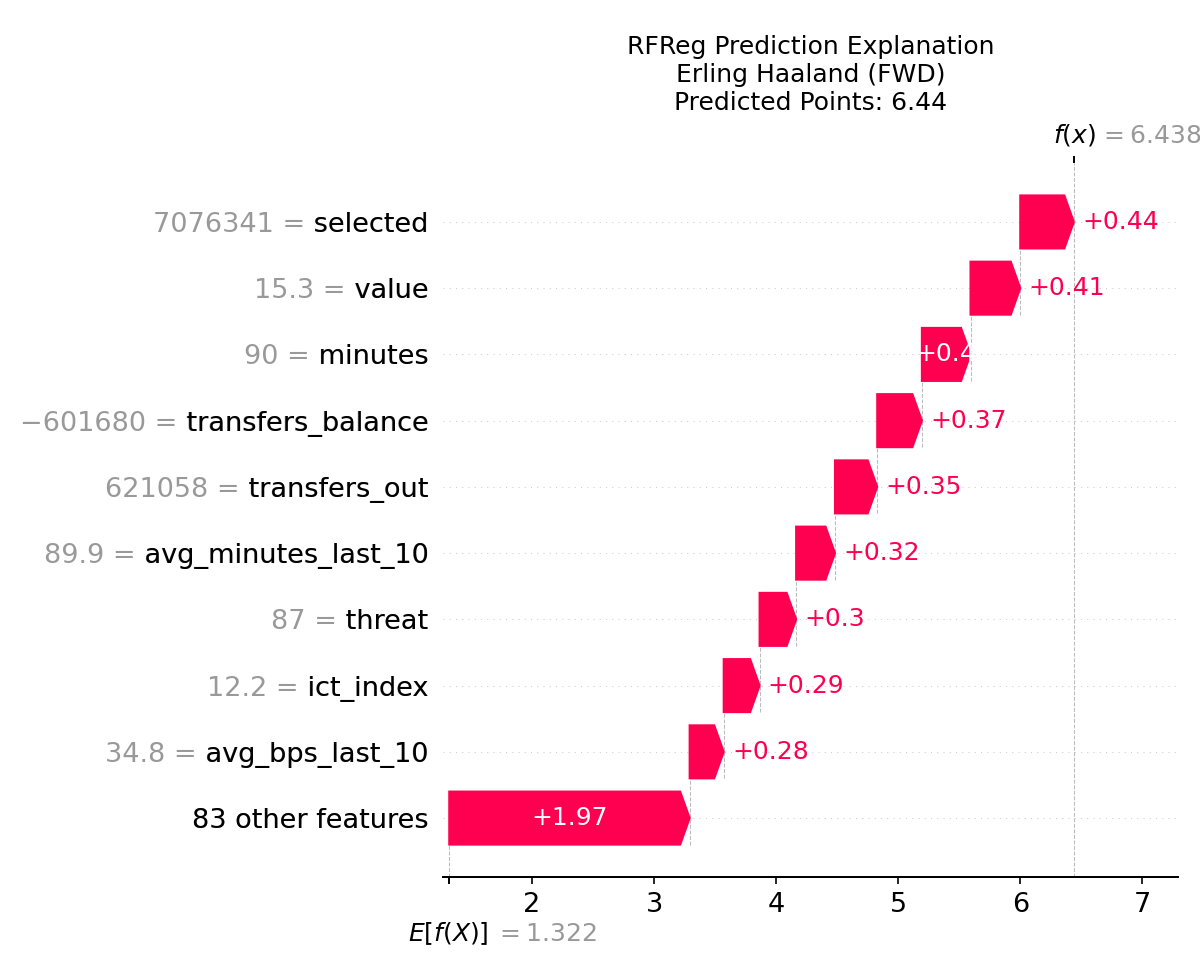 RFReg Prediction Explanation
Erling Haaland (FWD)
Predicted Points: 6.44
f(x) = 6.438
7076341 = selected
+0.44
15.3 = value
+0.41
90 = minutes
+0.4
−601680 = transfers_balance
+0.37
621058 = transfers_out
+0.35
89.9 = avg_minutes_last_10
+0.32
87 = threat
+0.3
12.2 = ict_index
+0.29
34.8 = avg_bps_last_10
+0.28
83 other features
+1.97
2 3 4 5 6 7
E[f(X)] = 1.322